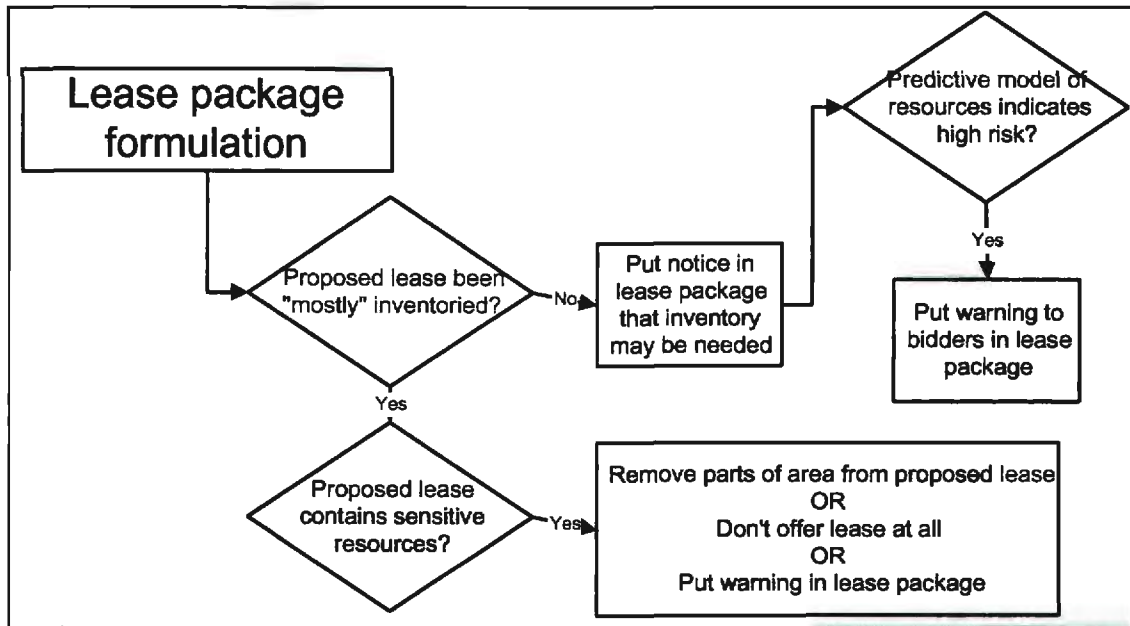 Lease package
formulation
Proposed lease been
"mostly" inventoried?
No
Put notice in
lease package
that inventory
may be needed
Predictive model of
resources indicates
high risk?
Yes
Put warning to
bidders in lease
package
Yes
Proposed lease
contains sensitive
resources?
Yes
Remove parts of area from proposed lease
OR
Don't offer lease at all
OR
Put warning in lease package